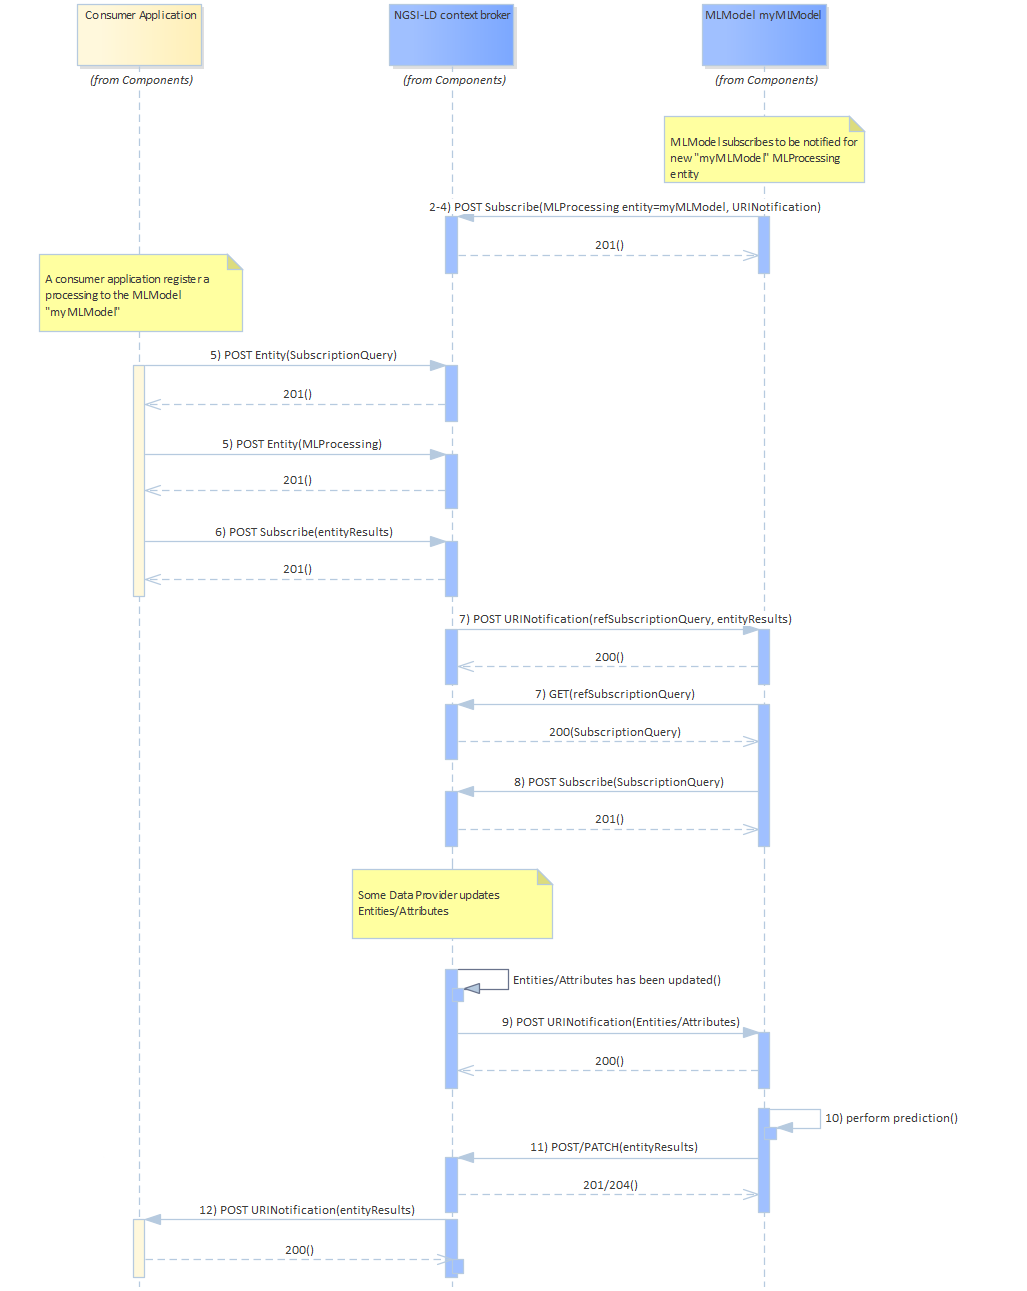 Consumer Application
NGSI-LD context broker
MLModel myMLModel
(from Components)
(from Components)
(from Components)
MLModel subscribes to be notified for
new "myMLModel" MLProcessing
entity
2-4) POST Subscribe(MLProcessing entity=myMLModel, URINotification)
201()
A consumer application register a
processing to the MLModel
"myMLModel"
5) POST Entity(SubscriptionQuery)
201()
5) POST Entity(MLProcessing)
201()
6) POST Subscribe(entityResults)
201()
7) POST URINotification(refSubscriptionQuery, entityResults)
200()
7) GET(refSubscriptionQuery)
200(SubscriptionQuery)
8) POST Subscribe(SubscriptionQuery)
201()
Some Data Provider updates
Entities/Attributes
Entities/Attributes has been updated()
9) POST URINotification(Entities/Attributes)
200()
10) perform prediction()
11) POST/PATCH(entityResults)
201/204()
12) POST URINotification(entityResults)
200()